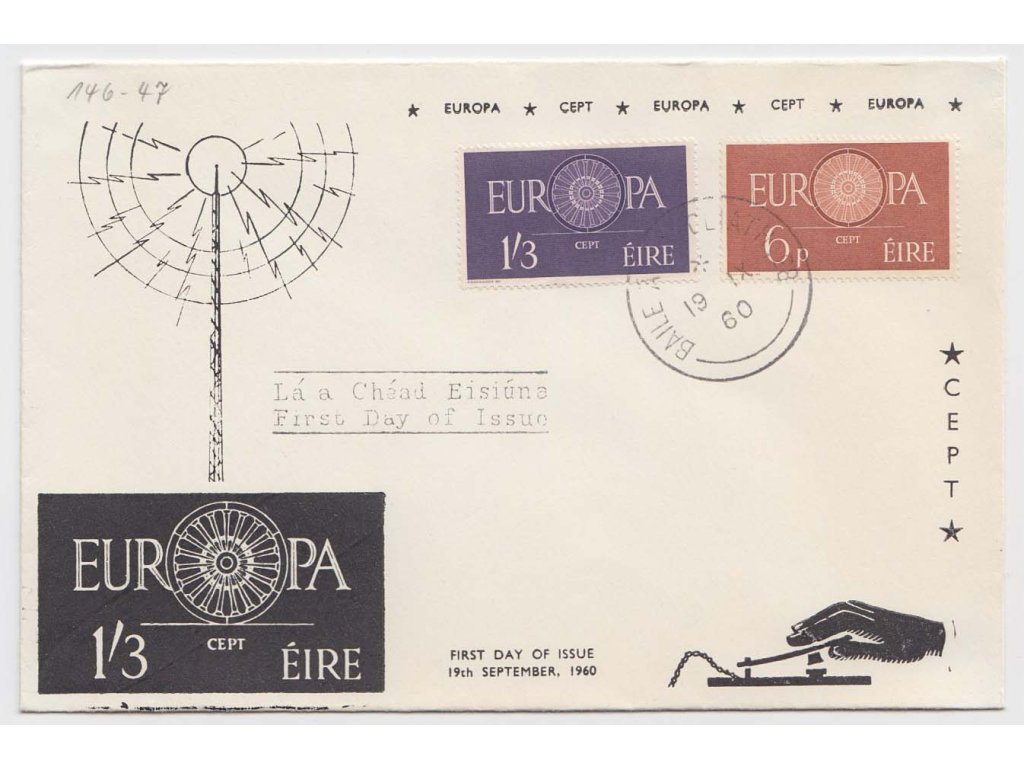 146-47
★ EUROPA ★ CEPT ★ EUROPA ★ CEPT ★ EUROPA ★
EUROPA
CEPT
1/3 ÉIRE
EUROPA
CEPT
6p ÉIRE
BAILE
19 IX 60
Lá a Chéad Eisiúna
First Day of Issue
★ CEPT ★
EUROPA
CEPT
1/3 ÉIRE
FIRST DAY OF ISSUE
19th SEPTEMBER, 1960